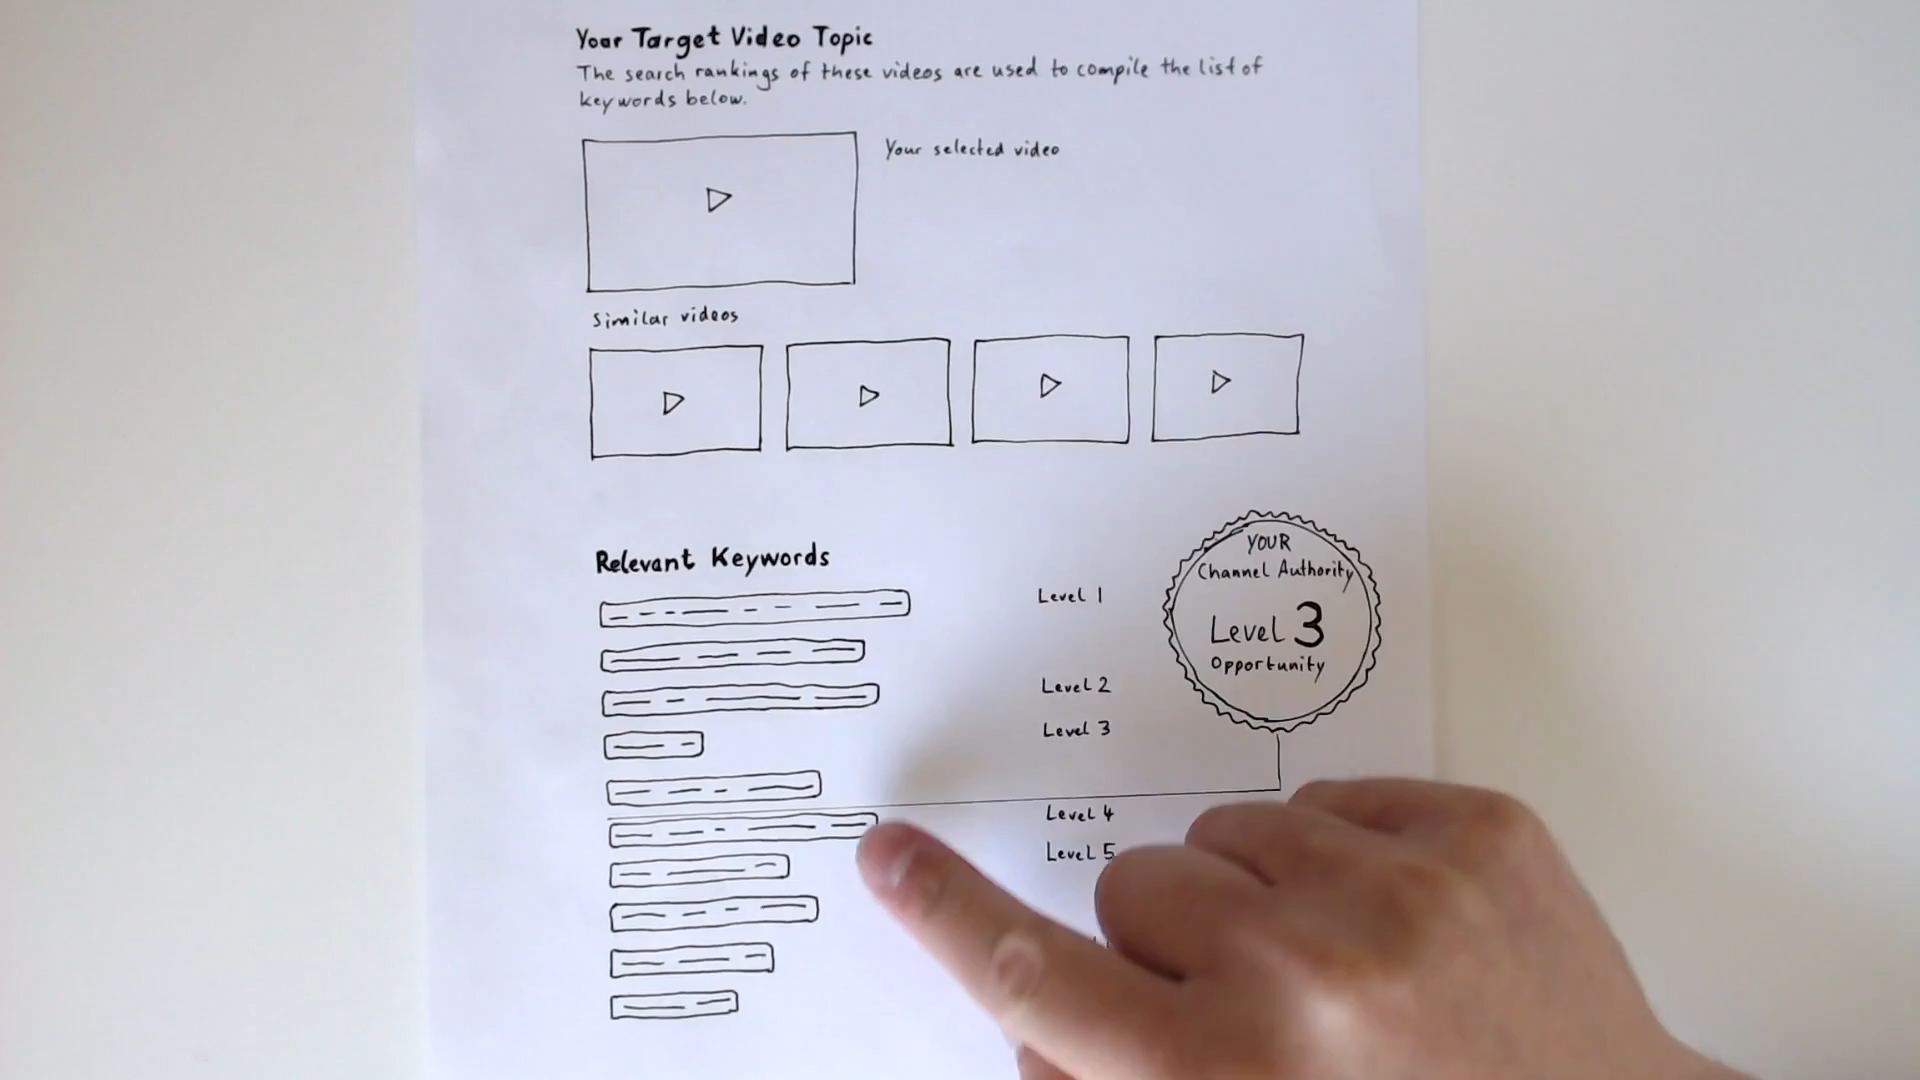 Your Target Video Topic
The search rankings of these videos are used to compile the list of
keywords below.
Your selected video
Similar videos
Relevant Keywords
YOUR
Channel Authority
Level 3
Opportunity
Level 1
Level 2
Level 3
Level 4
Level 5